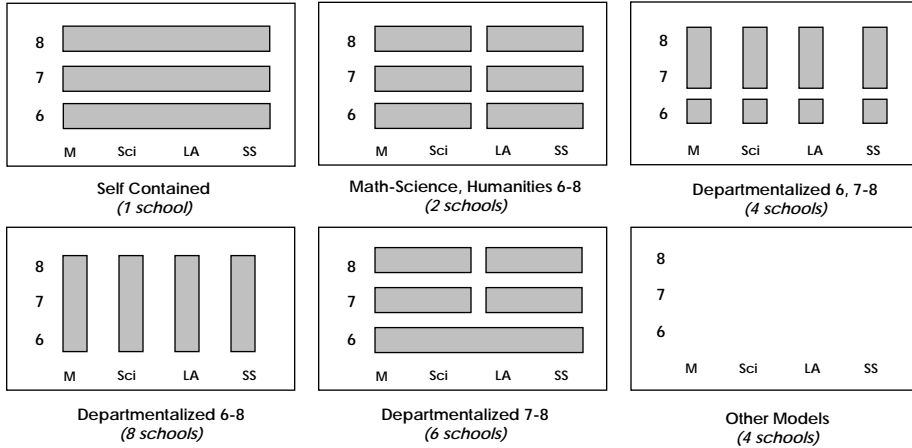 8
7
6
M Sci LA SS
Self Contained
(1 school)
8
7
6
M Sci LA SS
Math-Science, Humanities 6-8
(2 schools)
8
7
6
M Sci LA SS
Departmentalized 6, 7-8
(4 schools)
8
7
6
M Sci LA SS
Departmentalized 6-8
(8 schools)
8
7
6
M Sci LA SS
Departmentalized 7-8
(6 schools)
8
7
6
M Sci LA SS
Other Models
(4 schools)